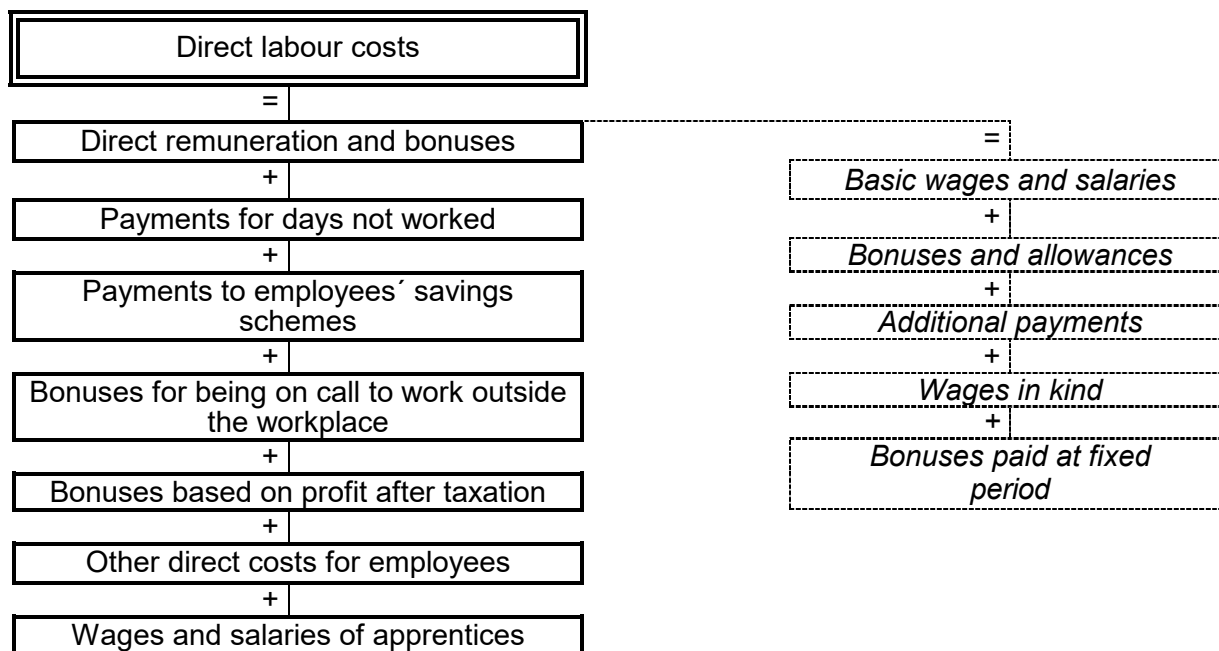 Direct labour costs
=
Direct remuneration and bonuses
+
Payments for days not worked
+
Payments to employees´ savings
schemes
+
Bonuses for being on call to work outside
the workplace
+
Bonuses based on profit after taxation
+
Other direct costs for employees
+
Wages and salaries of apprentices
=
Basic wages and salaries
+
Bonuses and allowances
+
Additional payments
+
Wages in kind
+
Bonuses paid at fixed
period